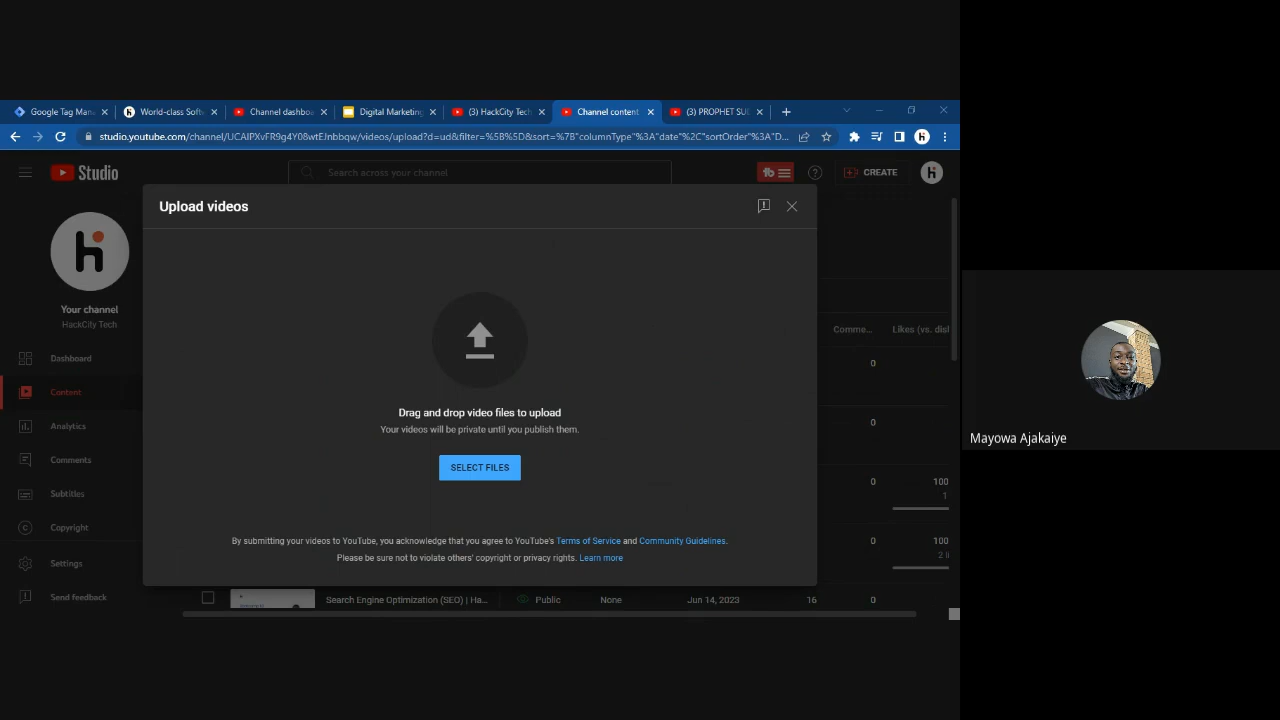 Google Tag Man
World-class Soft
Channel dashbo
Digital Marketing
(3) HackCity Tech
Channel content
(3) PROPHET SU
studio.youtube.com/channel/UCAIPXvFR9g4Y08wtEJnbbqw/videos/upload?d=ud&filter=%5B%5D&sort=%7B"columnType"%3A"date"%2C"sortOrder"%3A"D...
Studio
Search across your channel
CREATE
Upload videos
Your channel
HackCity Tech
Dashboard
Content
Analytics
Comments
Subtitles
Copyright
Settings
Send feedback
Drag and drop video files to upload
Your videos will be private until you publish them.
SELECT FILES
By submitting your videos to YouTube, you acknowledge that you agree to YouTube's Terms of Service and Community Guidelines.
Please be sure not to violate others' copyright or privacy rights. Learn more
Comme... Likes (vs. disl
0
0
0 100
1
0 100
2 li
Search Engine Optimization (SEO) | Ha... Public None Jun 14, 2023 16 0
Mayowa Ajakaiye